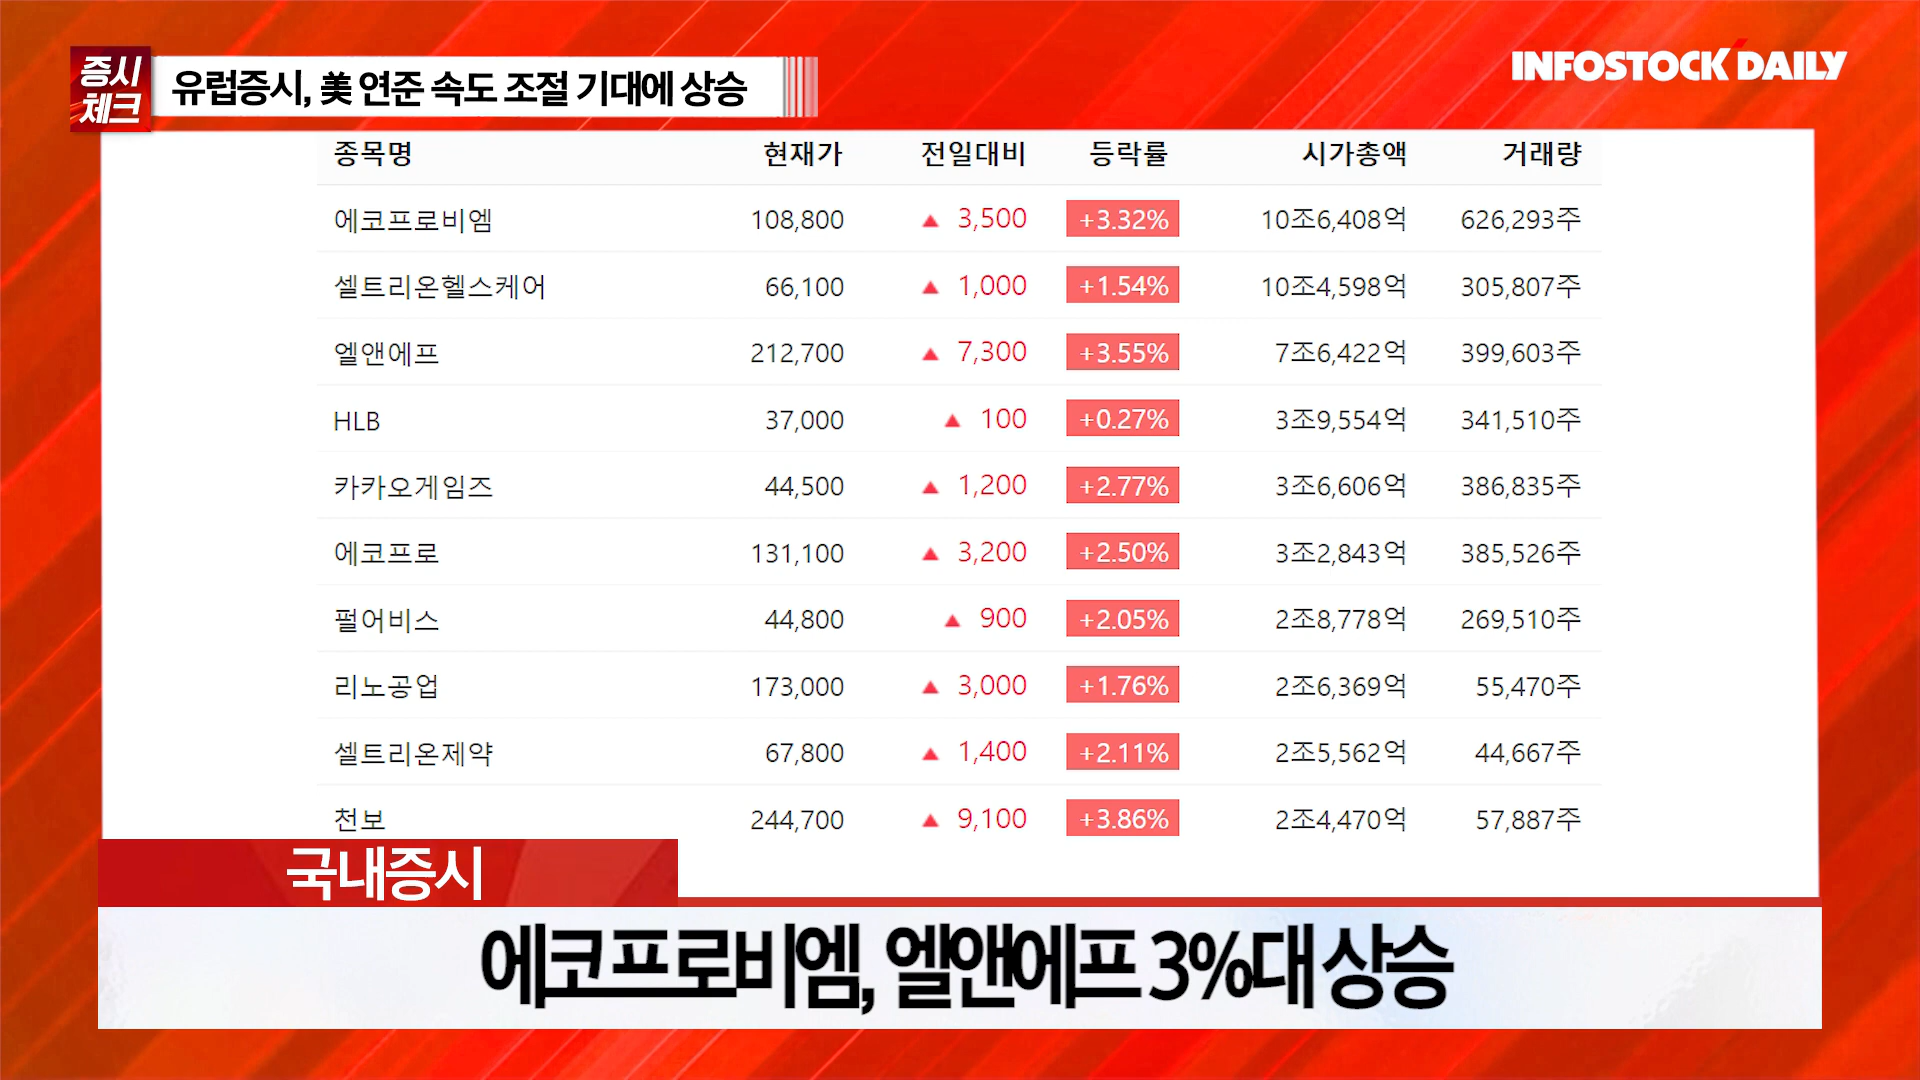 증시
체크
유럽증시, 美 연준 속도 조절 기대에 상승
INFOSTOCK DAILY
종목명 현재가 전일대비 등락률 시가총액 거래량
에코프로비엠 108,800 ▲ 3,500 +3.32% 10조6,408억 626,293주
셀트리온헬스케어 66,100 ▲ 1,000 +1.54% 10조4,598억 305,807주
엘앤에프 212,700 ▲ 7,300 +3.55% 7조6,422억 399,603주
HLB 37,000 ▲ 100 +0.27% 3조9,554억 341,510주
카카오게임즈 44,500 ▲ 1,200 +2.77% 3조6,606억 386,835주
에코프로 131,100 ▲ 3,200 +2.50% 3조2,843억 385,526주
펄어비스 44,800 ▲ 900 +2.05% 2조8,778억 269,510주
리노공업 173,000 ▲ 3,000 +1.76% 2조6,369억 55,470주
셀트리온제약 67,800 ▲ 1,400 +2.11% 2조5,562억 44,667주
천보 244,700 ▲ 9,100 +3.86% 2조4,470억 57,887주
국내증시
에코프로비엠, 엘앤에프 3%대 상승